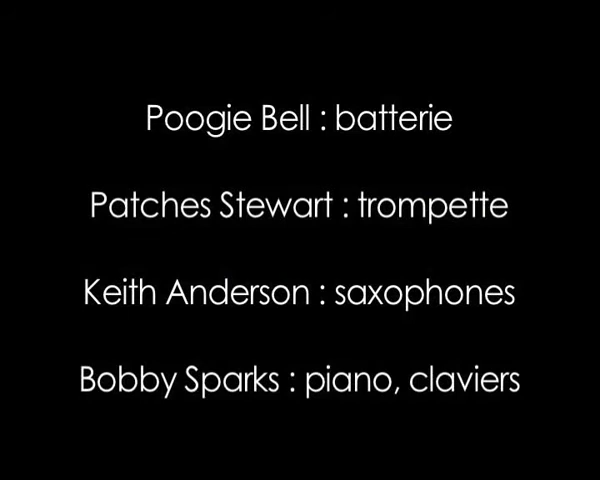 Poogie Bell : batterie
Patches Stewart : trompette
Keith Anderson : saxophones
Bobby Sparks : piano, claviers